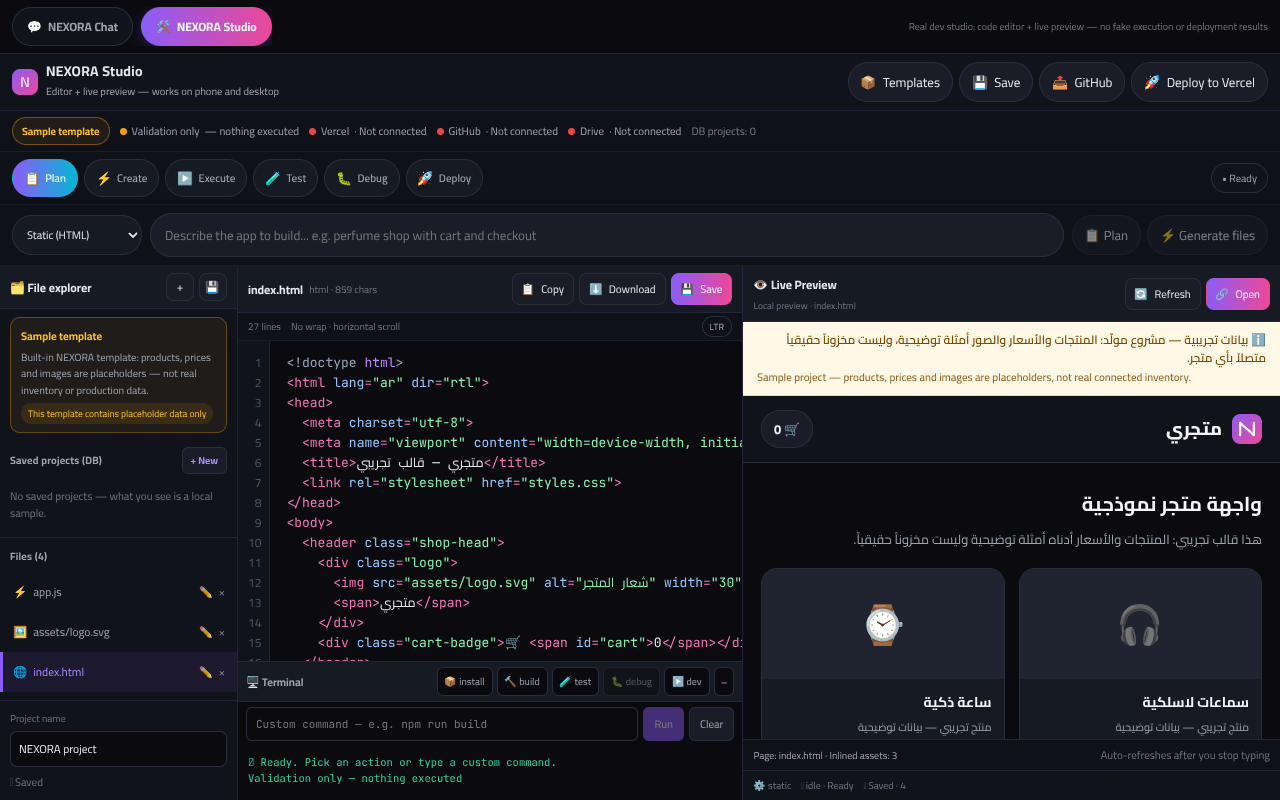 💬 NEXORA Chat
🛠️ NEXORA Studio
Real dev studio: code editor + live preview — no fake execution or deployment results
N
NEXORA Studio
Editor + live preview — works on phone and desktop
📦 Templates
💾 Save
📤 GitHub
🚀 Deploy to Vercel
Sample template
Validation only — nothing executed
Vercel · Not connected
GitHub · Not connected
Drive · Not connected
DB projects: 0
📋 Plan
⚡ Create
▶️ Execute
🧪 Test
🐛 Debug
🚀 Deploy
• Ready
Static (HTML)
Describe the app to build... e.g. perfume shop with cart and checkout
📋 Plan
⚡ Generate files
🗂️ File explorer
+
💾
Sample template
Built-in NEXORA template: products, prices
and images are placeholders — not real
inventory or production data.
This template contains placeholder data only
Saved projects (DB)
+ New
No saved projects — what you see is a local
sample.
Files (4)
⚡ app.js ✏️ ×
🖼️ assets/logo.svg ✏️ ×
🌐 index.html ✏️ ×
Project name
NEXORA project
Saved
index.html html · 859 chars
📋 Copy
⬇️ Download
💾 Save
27 lines No wrap · horizontal scroll
LTR
1 <!doctype html>
2 <html lang="ar" dir="rtl">
3 <head>
4 <meta charset="utf-8">
5 <meta name="viewport" content="width=device-width, initia
6 <title>متجري — قالب تجريبي</title>
7 <link rel="stylesheet" href="styles.css">
8 </head>
9 <body>
10 <header class="shop-head">
11 <div class="logo">
12 <img src="assets/logo.svg" alt="شعار المتجر" width="30"
13 <span>متجري</span>
14 </div>
15 <div class="cart-badge">🛒 <span id="cart">0</span></di
16 </header>
🖥️ Terminal
📦 install
🔨 build
🧪 test
🐛 debug
▶️ dev
−
Custom command — e.g. npm run build
Run
Clear
Ready. Pick an action or type a custom command.
Validation only — nothing executed
👁️ Live Preview
Local preview · index.html
🔄 Refresh
🔗 Open
ℹ️ بيانات تجريبية — مشروع مولّد: المنتجات والأسعار والصور أمثلة توضيحية، وليست مخزوناً حقيقياً
متصلاً بأي متجر.
Sample project — products, prices and images are placeholders, not real connected inventory.
متجري
🛒 0
واجهة متجر نموذجية
هذا قالب تجريبي: المنتجات والأسعار أدناه أمثلة توضيحية وليست مخزوناً حقيقياً.
سماعات لاسلكية
منتج تجريبي — بيانات توضيحية
ساعة ذكية
منتج تجريبي — بيانات توضيحية
Page: index.html · Inlined assets: 3
Auto-refreshes after you stop typing
⚙️ static
idle · Ready
Saved · 4